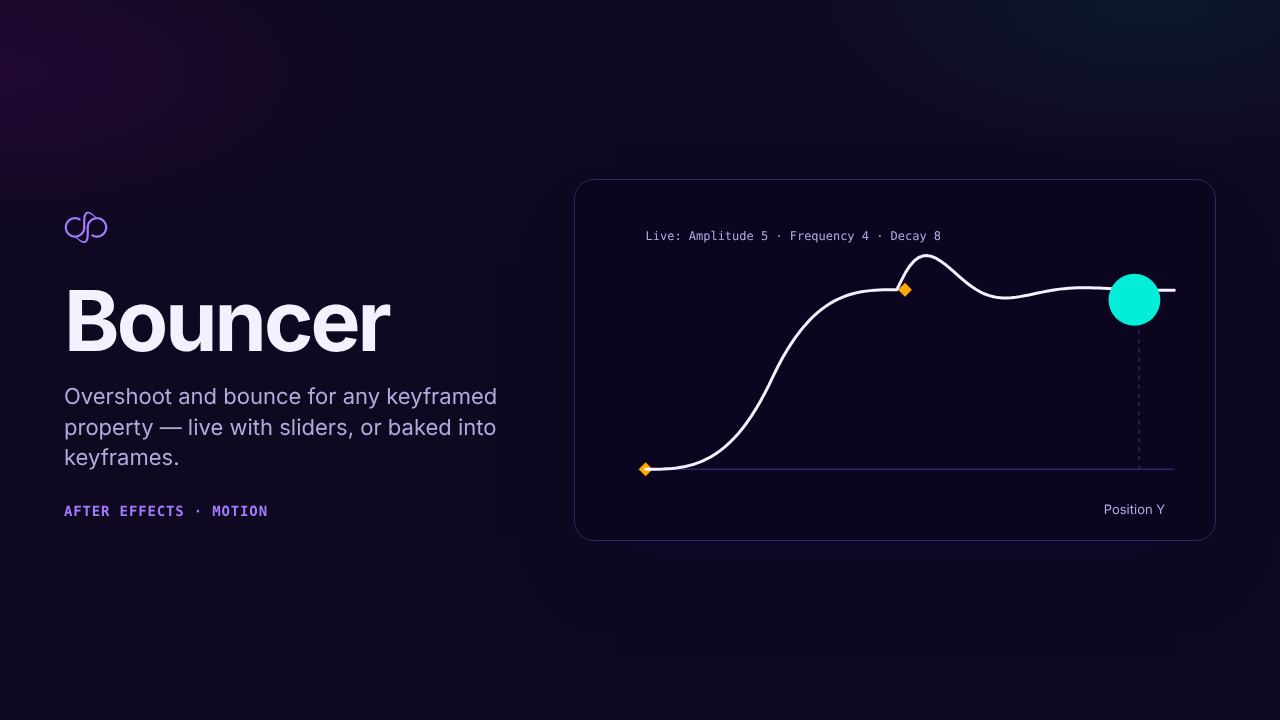 Bouncer
Overshoot and bounce for any keyframed
property — live with sliders, or baked into
keyframes.
AFTER EFFECTS · MOTION
Live: Amplitude 5 · Frequency 4 · Decay 8
Position Y